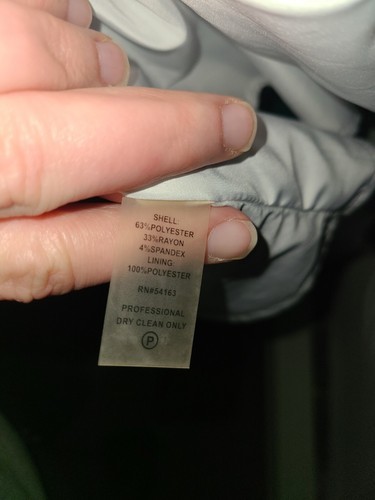 SHELL:
63%POLYESTER
33%RAYON
4%SPANDEX
LINING:
100%POLYESTER
RN#54163
PROFESSIONAL
DRY CLEAN ONLY
P